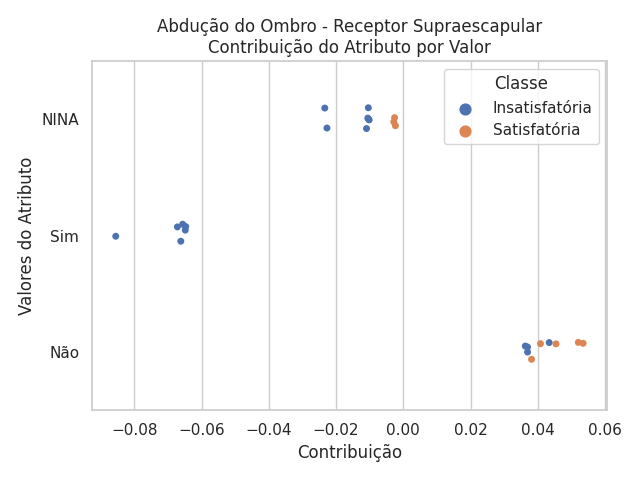 Abdução do Ombro - Receptor Supraescapular
Contribuição do Atributo por Valor
Classe
Insatisfatória
Satisfatória
Valores do Atributo
NINA
Sim
Não
−0.08 −0.06 −0.04 −0.02 0.00 0.02 0.04 0.06
Contribuição